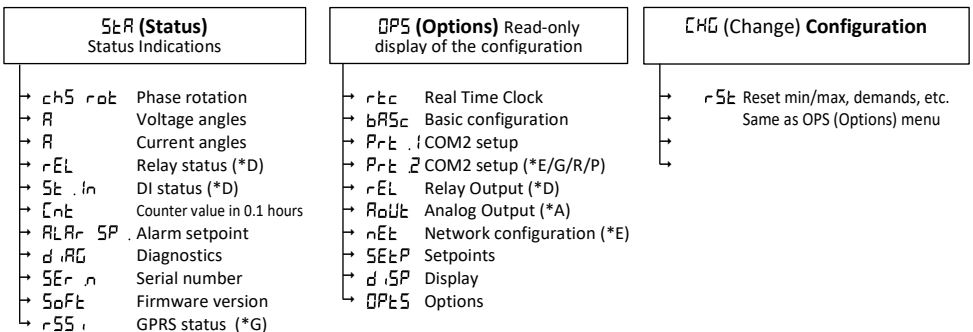 StA (Status)
Status Indications
chS rot Phase rotation
A Voltage angles
A Current angles
rEL Relay status (*D)
St .In DI status (*D)
Cnt Counter value in 0.1 hours
ALAr SP. Alarm setpoint
diAG Diagnostics
SEr.n Serial number
SoFt Firmware version
rSSi GPRS status (*G)
OPS (Options) Read-only
display of the configuration
rtc Real Time Clock
bASc Basic configuration
Prt .1 COM2 setup
Prt .2 COM2 setup (*E/G/R/P)
rEL Relay Output (*D)
AoUt Analog Output (*A)
nEt Network configuration (*E)
SEtP Setpoints
diSP Display
OPtS Options
CHG (Change) Configuration
rSt Reset min/max, demands, etc.
Same as OPS (Options) menu